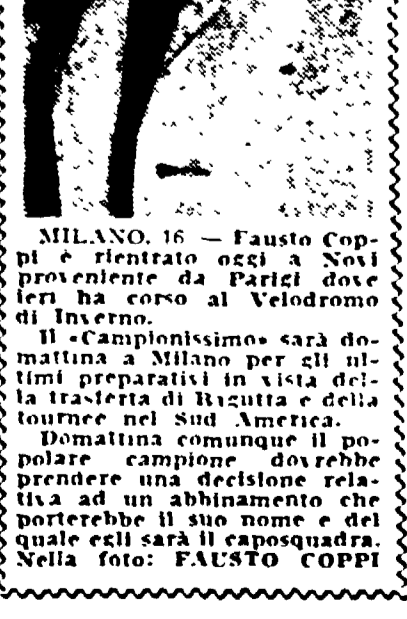 MILANO, 16 — Fausto Cop-
pi è rientrato oggi a Novi
proveniente da Parigi dove
ieri ha corso al Velodromo
di Inverno.
Il «Campionissimo» sarà do-
mattina a Milano per gli ul-
timi preparativi in vista del-
la trasferta di Bigutta e della
tournee nel Sud America.
Domattina comunque il po-
polare campione dovrebbe
prendere una decisione rela-
tiva ad un abbinamento che
porterebbe il suo nome e del
quale egli sarà il caposquadra.
Nella foto: FAUSTO COPPI